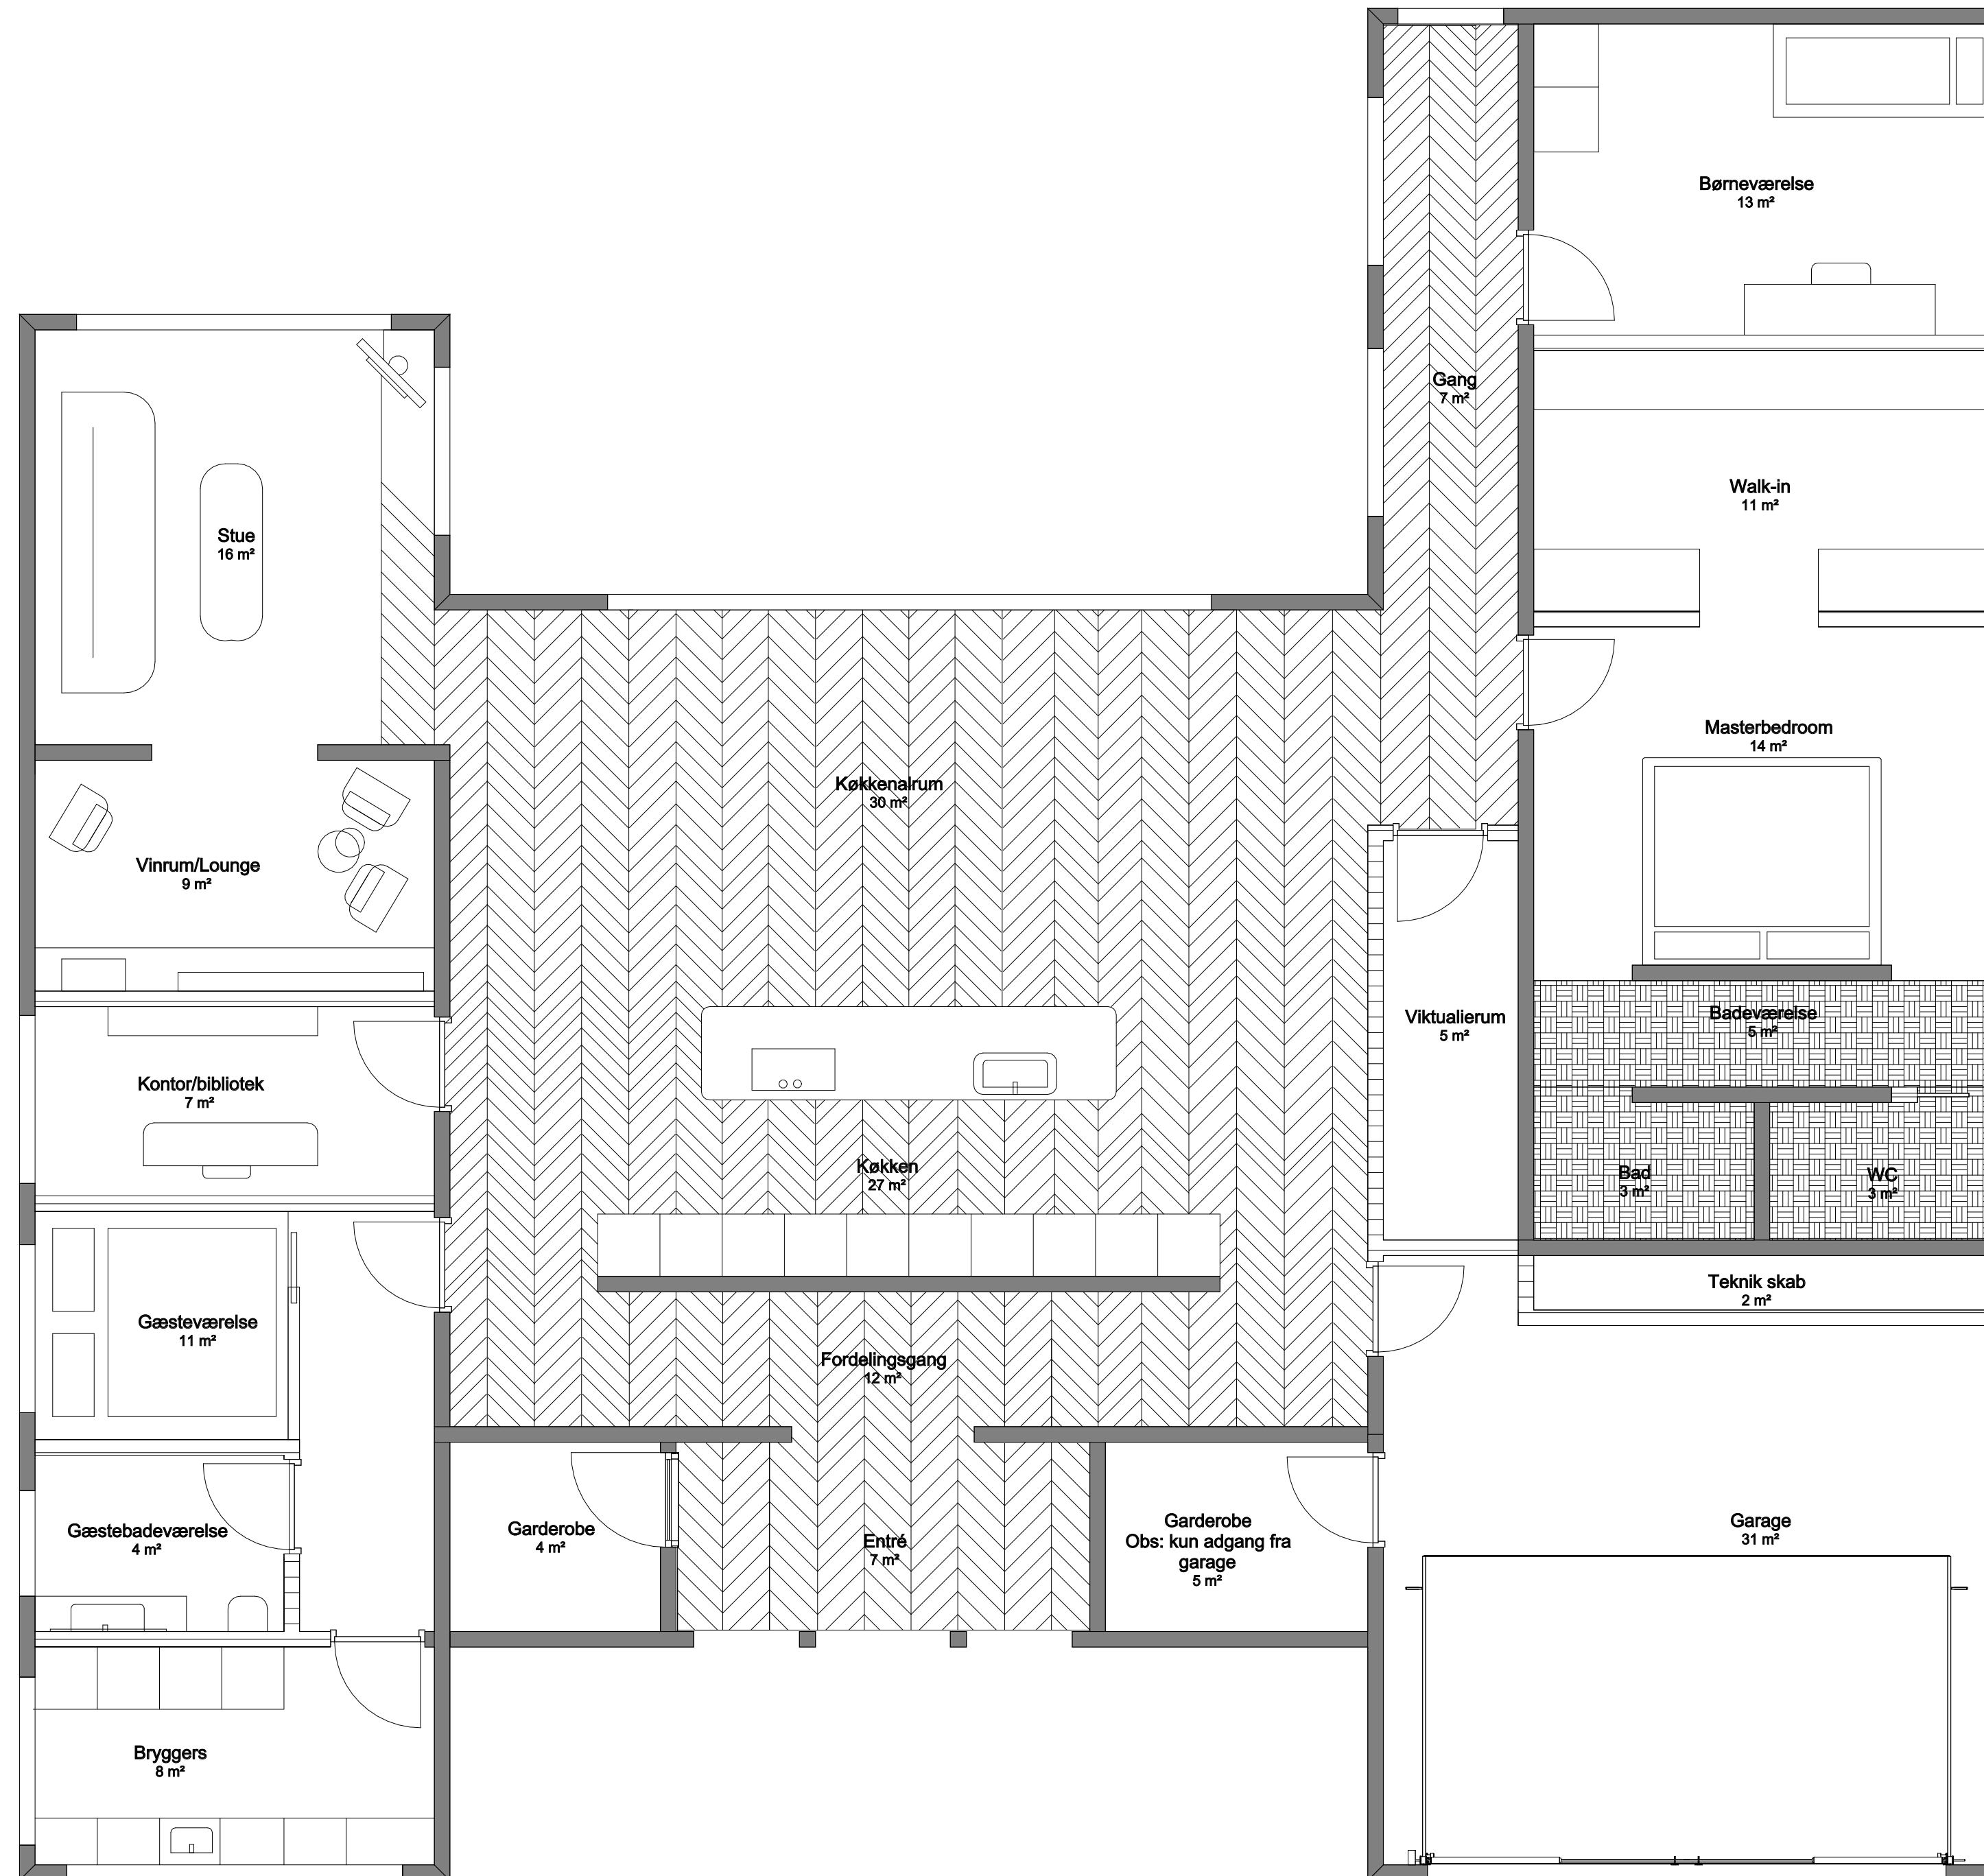 Børneværelse
13 m²
Gang
7 m²
Walk-in
11 m²
Stue
16 m²
Masterbedroom
14 m²
Køkkenalrum
30 m²
Vinrum/Lounge
9 m²
Viktualierum
5 m²
Badeværelse
5 m²
Kontor/bibliotek
7 m²
Køkken
27 m²
Bad
3 m²
WC
3 m²
Teknik skab
2 m²
Gæsteværelse
11 m²
Fordelingsgang
12 m²
Gæstebadeværelse
4 m²
Garderobe
4 m²
Entré
7 m²
Garderobe
Obs: kun adgang fra
garage
5 m²
Garage
31 m²
Bryggers
8 m²